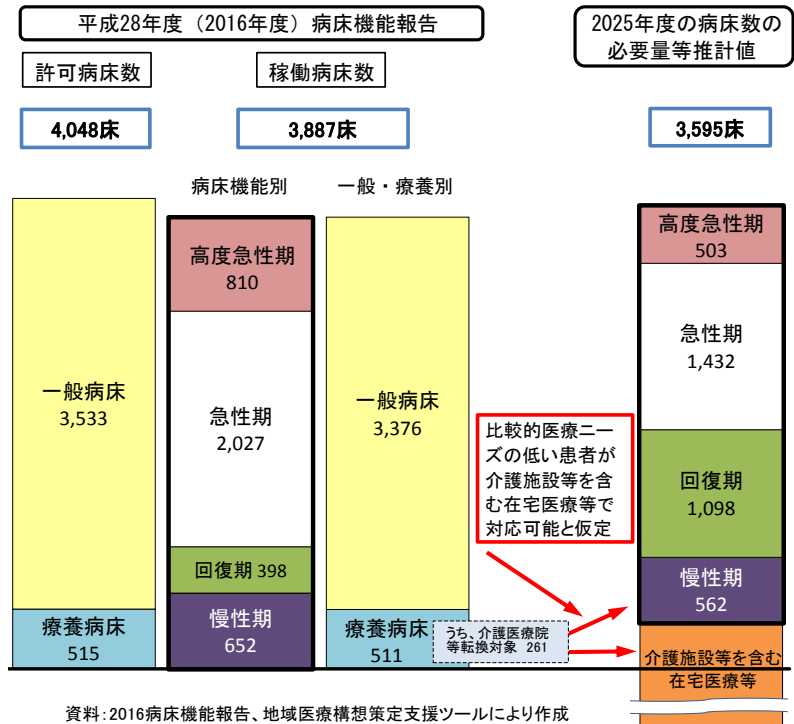 平成28年度（2016年度）病床機能報告
2025年度の病床数の
必要量等推計値
許可病床数
稼働病床数
4,048床
3,887床
3,595床
病床機能別
一般・療養別
一般病床
3,533
療養病床
515
高度急性期
810
急性期
2,027
回復期 398
慢性期
652
一般病床
3,376
療養病床
511
比較的医療ニー
ズの低い患者が
介護施設等を含
む在宅医療等で
対応可能と仮定
うち、介護医療院
等転換対象 261
高度急性期
503
急性期
1,432
回復期
1,098
慢性期
562
介護施設等を含む
在宅医療等
資料：2016病床機能報告、地域医療構想策定支援ツールにより作成